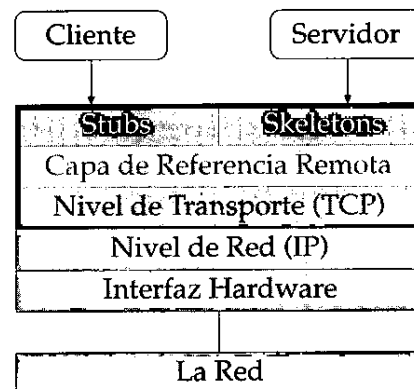 Cliente Servidor
Stubs Skeletons
Capa de Referencia Remota
Nivel de Transporte (TCP)
Nivel de Red (IP)
Interfaz Hardware
La Red